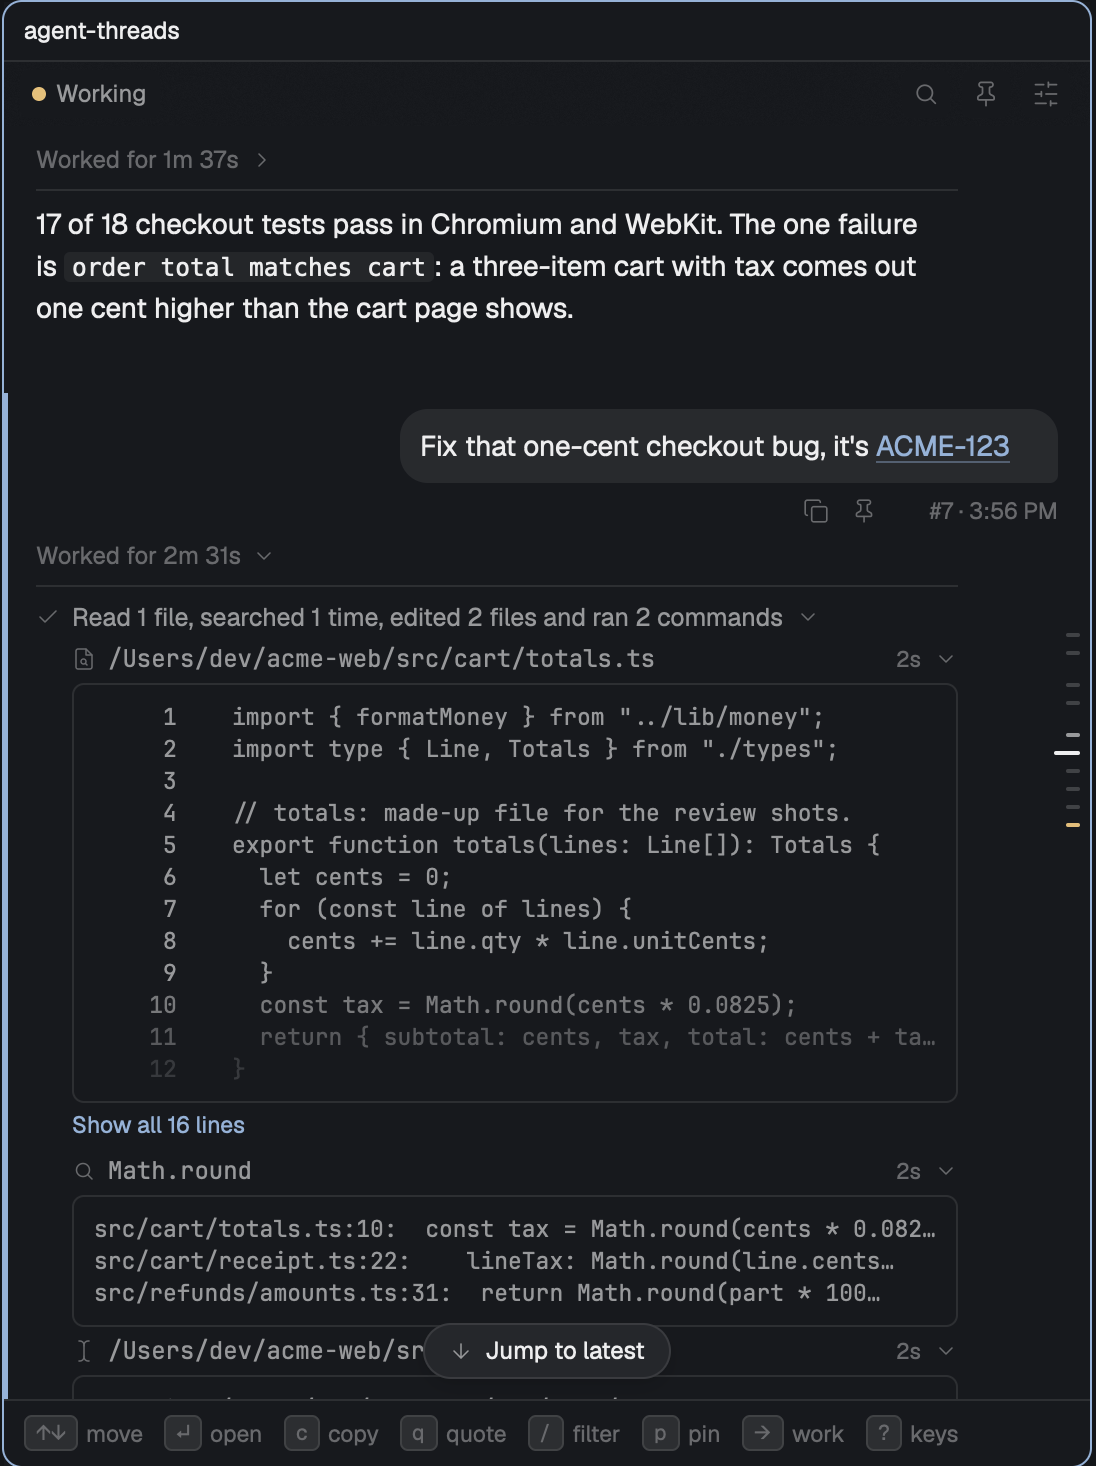 agent-threads
Working
Worked for 1m 37s
17 of 18 checkout tests pass in Chromium and WebKit. The one failure
is order total matches cart: a three-item cart with tax comes out
one cent higher than the cart page shows.
Fix that one-cent checkout bug, it's ACME-123
#7 · 3:56 PM
Worked for 2m 31s
Read 1 file, searched 1 time, edited 2 files and ran 2 commands
/Users/dev/acme-web/src/cart/totals.ts 2s
1 import { formatMoney } from "../lib/money";
2 import type { Line, Totals } from "./types";
3
4 // totals: made-up file for the review shots.
5 export function totals(lines: Line[]): Totals {
6 let cents = 0;
7 for (const line of lines) {
8 cents += line.qty * line.unitCents;
9 }
10 const tax = Math.round(cents * 0.0825);
11 return { subtotal: cents, tax, total: cents + ta…
12 }
Show all 16 lines
Math.round 2s
src/cart/totals.ts:10: const tax = Math.round(cents * 0.082…
src/cart/receipt.ts:22: lineTax: Math.round(line.cents…
src/refunds/amounts.ts:31: return Math.round(part * 100…
/Users/dev/acme-web/sr 2s
↓ Jump to latest
↑↓ move ↵ open c copy q quote / filter p pin → work ? keys